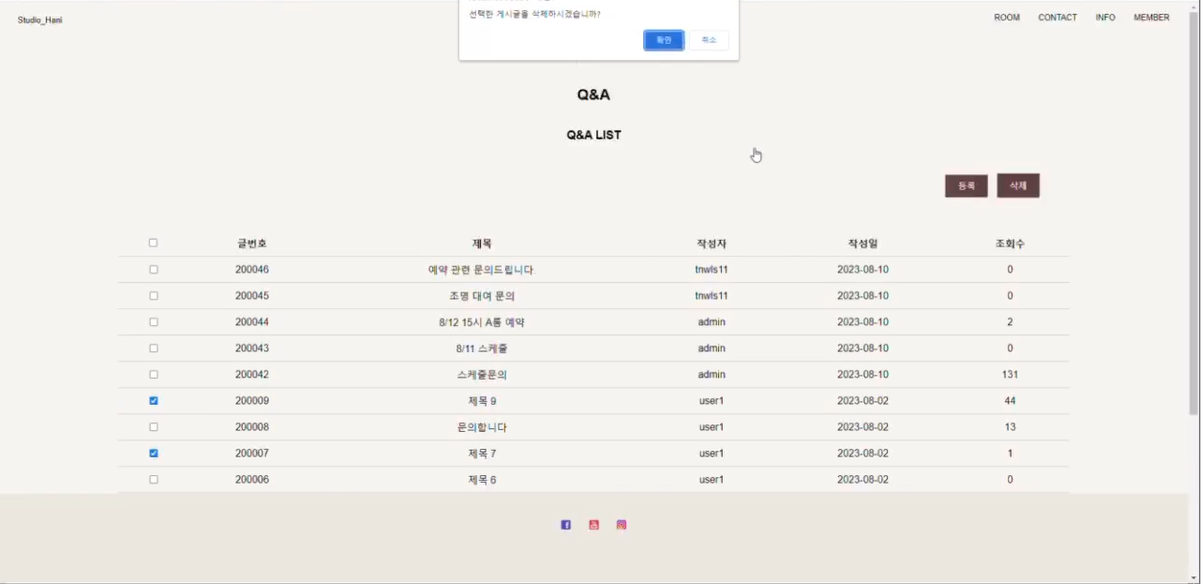 Studio_Hani
ROOM CONTACT INFO MEMBER
선택한 게시글을 삭제하시겠습니까?
확인 취소
Q&A
Q&A LIST
등록 삭제
글번호 제목 작성자 작성일 조회수
200046 예약 관련 문의드립니다. tnwls11 2023-08-10 0
200045 조명 대여 문의 tnwls11 2023-08-10 0
200044 8/12 15시 A룸 예약 admin 2023-08-10 2
200043 8/11 스케줄 admin 2023-08-10 0
200042 스케줄문의 admin 2023-08-10 131
200009 제목 9 user1 2023-08-02 44
200008 문의합니다 user1 2023-08-02 13
200007 제목 7 user1 2023-08-02 1
200006 제목 6 user1 2023-08-02 0